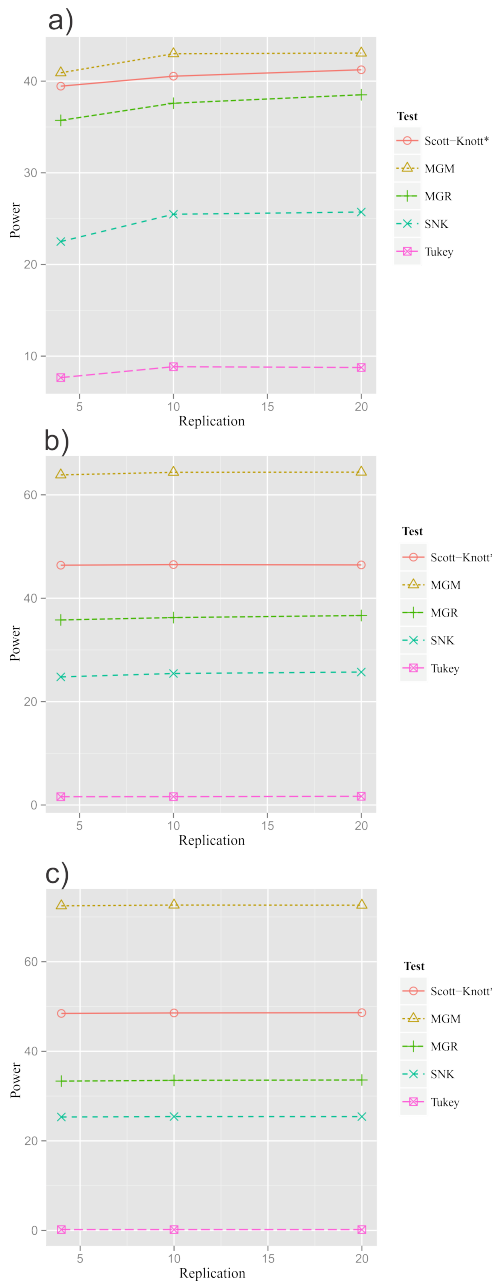 a)
40
30
20
10
Power
5
10
15
20
Replication
Test
Scott−Knott*
MGM
MGR
SNK
Tukey
b)
60
40
20
0
Power
5
10
15
20
Replication
Test
Scott−Knott*
MGM
MGR
SNK
Tukey
c)
60
40
20
0
Power
5
10
15
20
Replication
Test
Scott−Knott*
MGM
MGR
SNK
Tukey